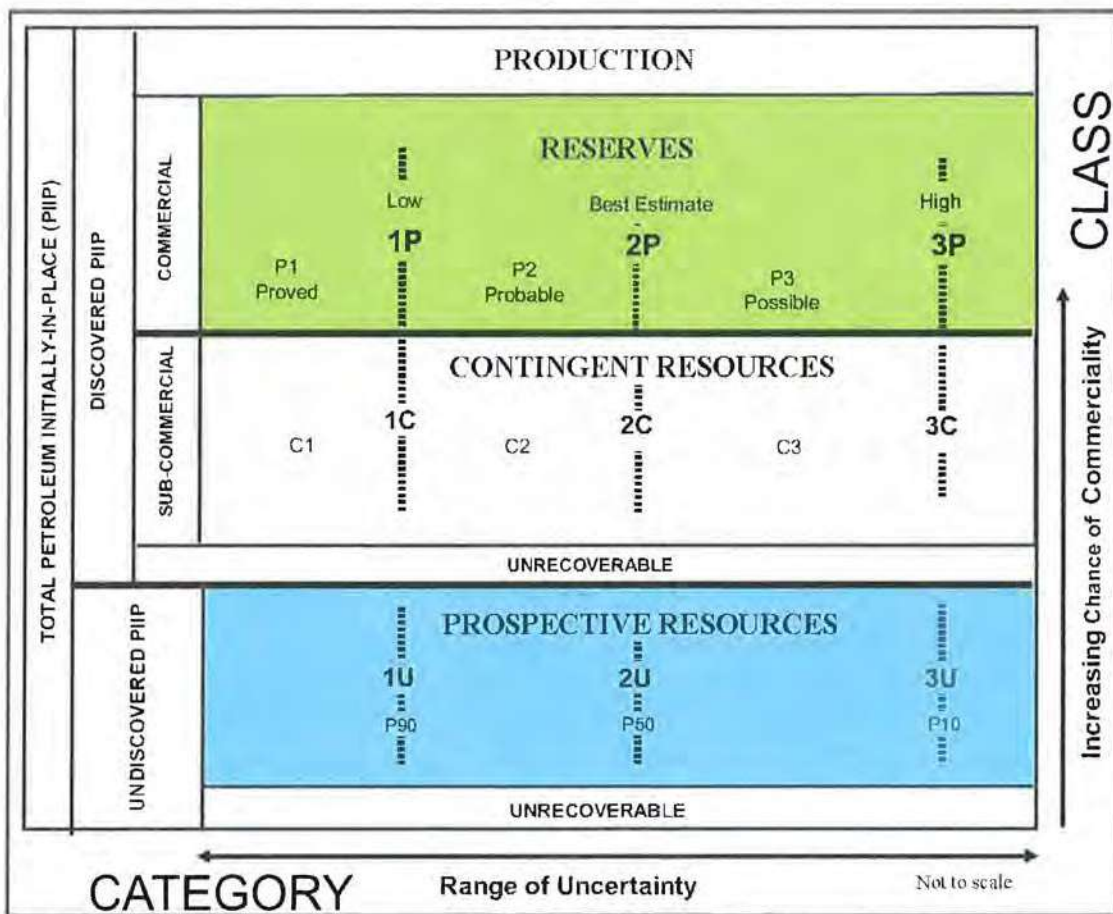 TOTAL PETROLEUM INITIALLY-IN-PLACE (PIIP)
DISCOVERED PIIP
UNDISCOVERED PIIP
COMMERCIAL
SUB-COMMERCIAL
PRODUCTION
RESERVES
Low
Best Estimate
High
1P
2P
3P
P1
Proved
P2
Probable
P3
Possible
CONTINGENT RESOURCES
1C
2C
3C
C1
C2
C3
UNRECOVERABLE
PROSPECTIVE RESOURCES
1U
2U
3U
P90
P50
P10
UNRECOVERABLE
CLASS
Increasing Chance of Commerciality
CATEGORY
Range of Uncertainty
Not to scale